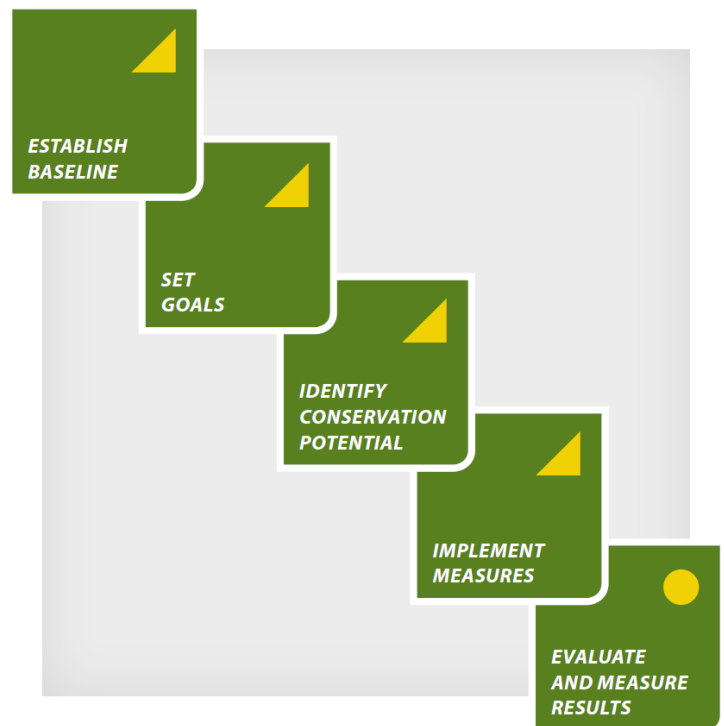 ESTABLISH
BASELINE
SET
GOALS
IDENTIFY
CONSERVATION
POTENTIAL
IMPLEMENT
MEASURES
EVALUATE
AND MEASURE
RESULTS